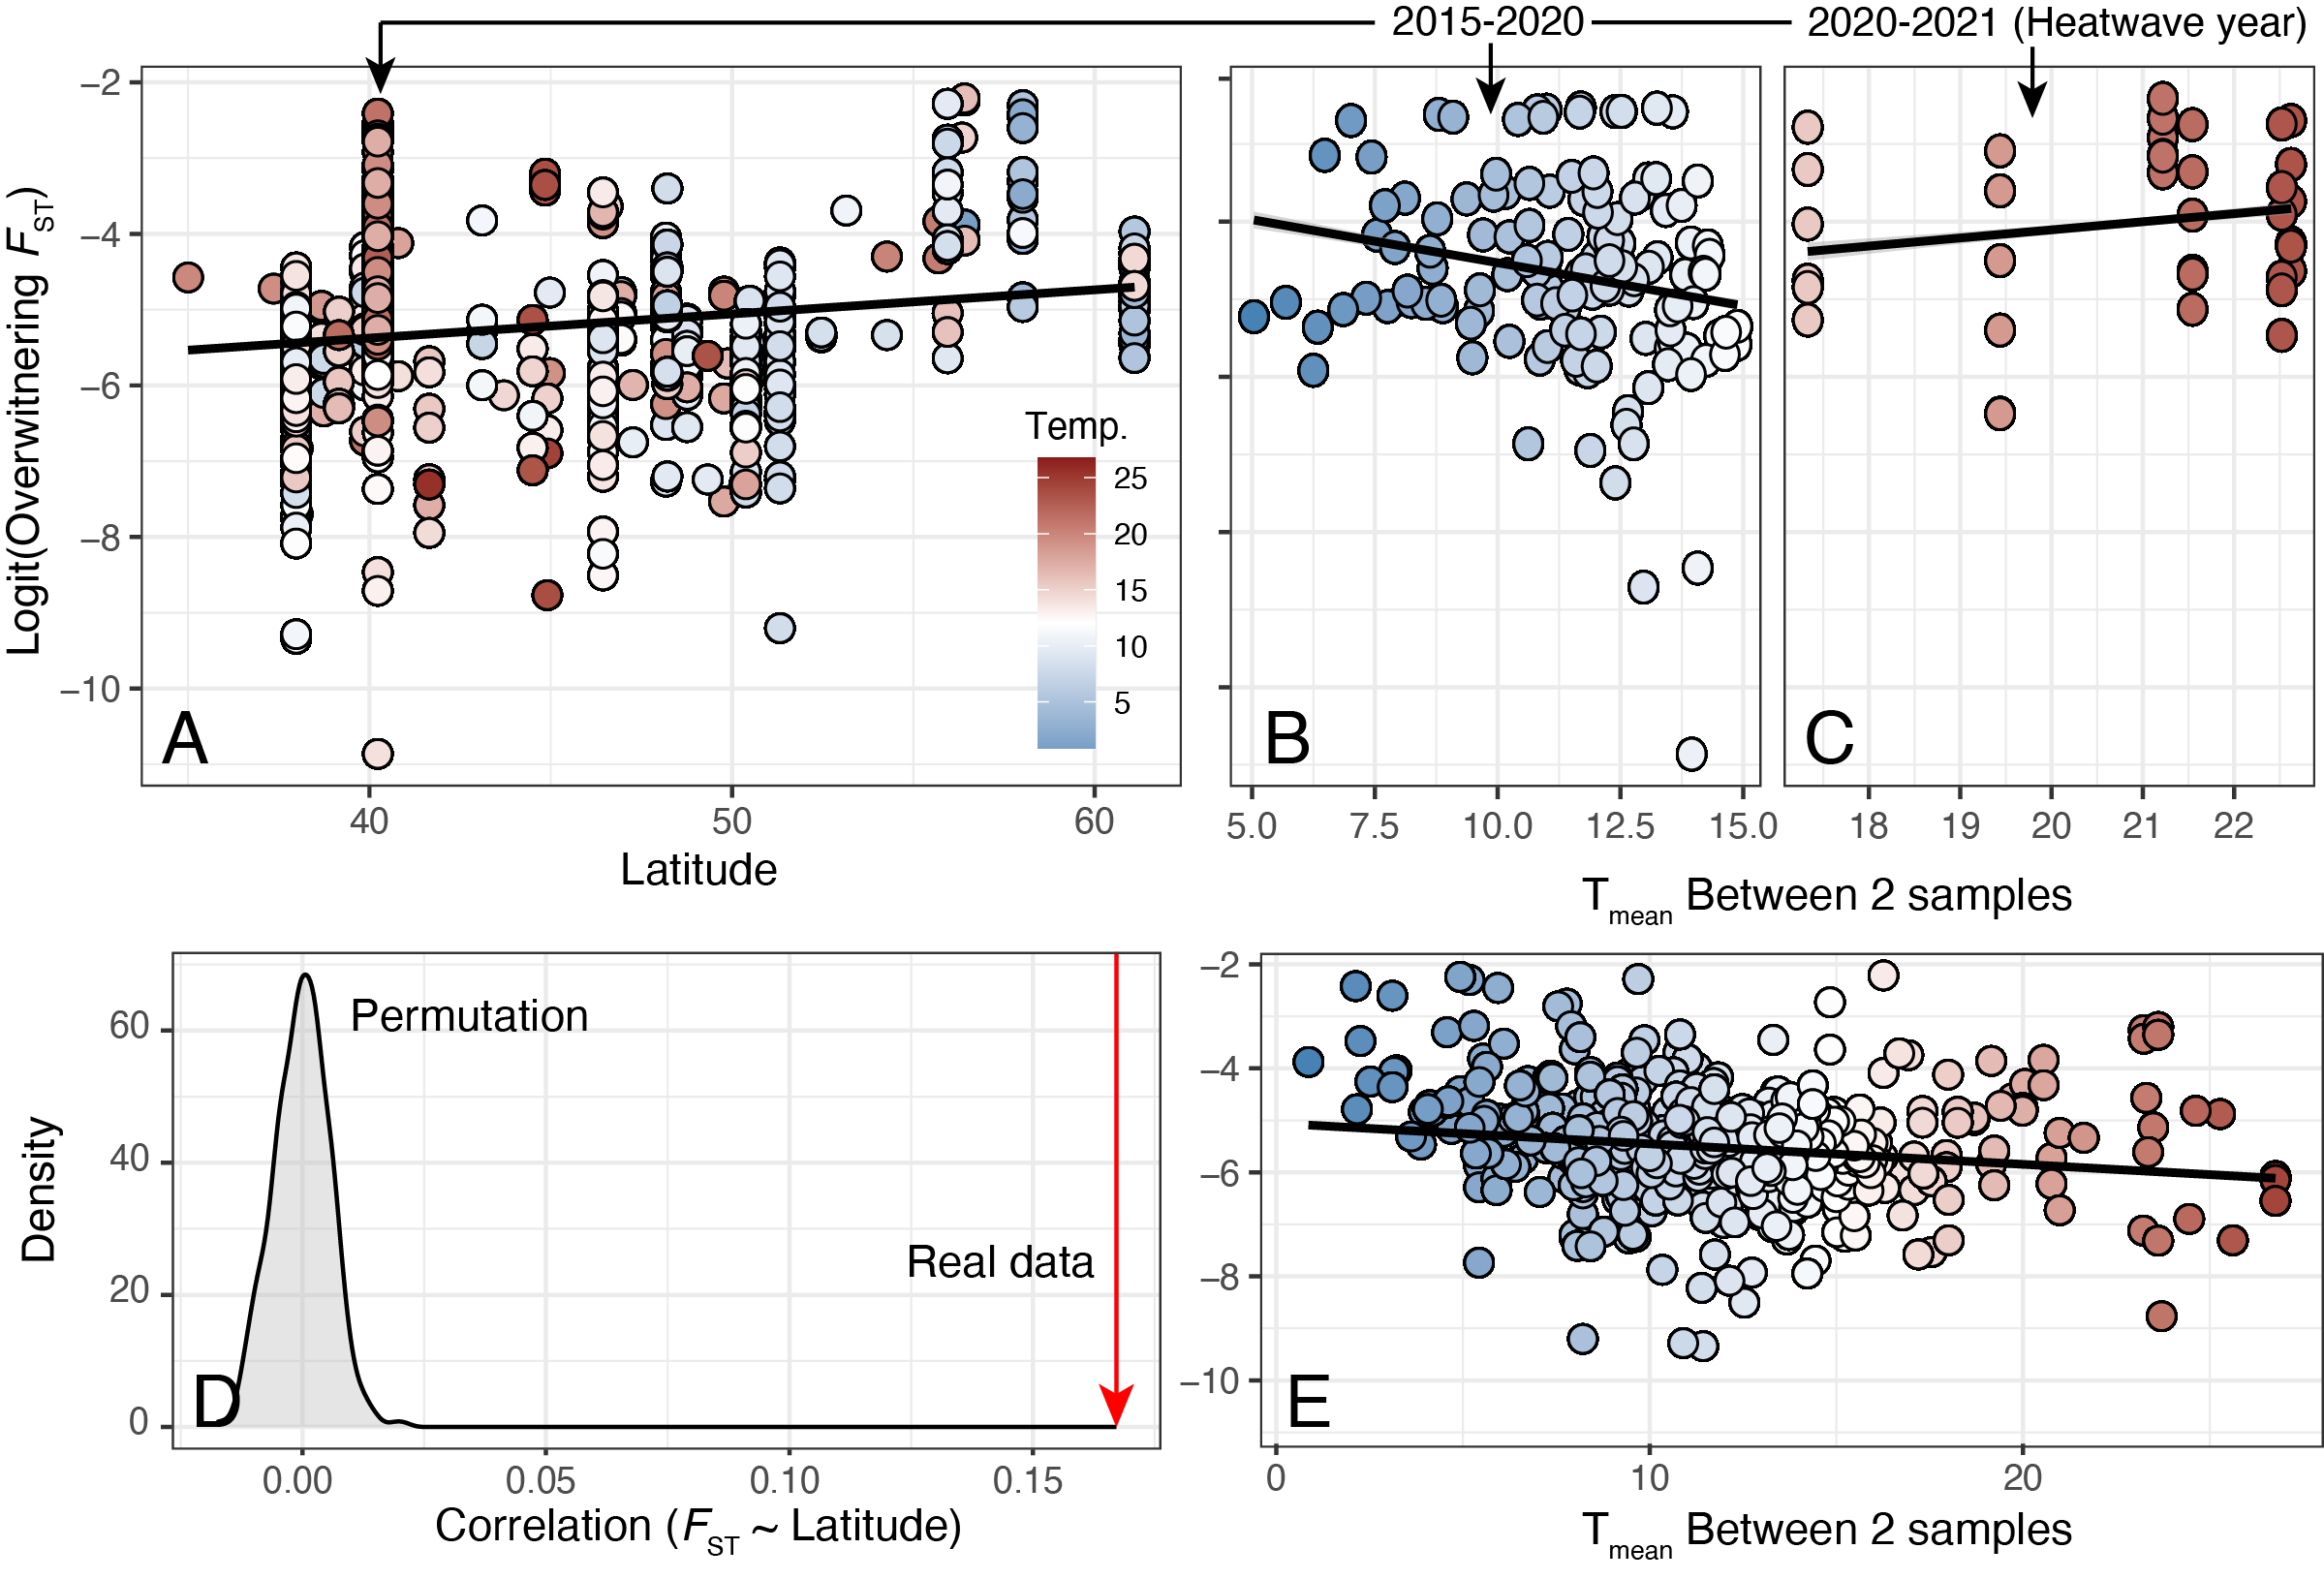 2015-2020
2020-2021 (Heatwave year)
Logit(Overwitnering FST)
−2
−4
−6
−8
−10
Temp.
25
20
15
10
5
A
40
50
60
Latitude
B
5.0
7.5
10.0
12.5
15.0
C
18
19
20
21
22
Tmean Between 2 samples
Density
60
40
20
0
Permutation
Real data
D
0.00
0.05
0.10
0.15
Correlation (FST ~ Latitude)
−2
−4
−6
−8
−10
E
0
10
20
Tmean Between 2 samples